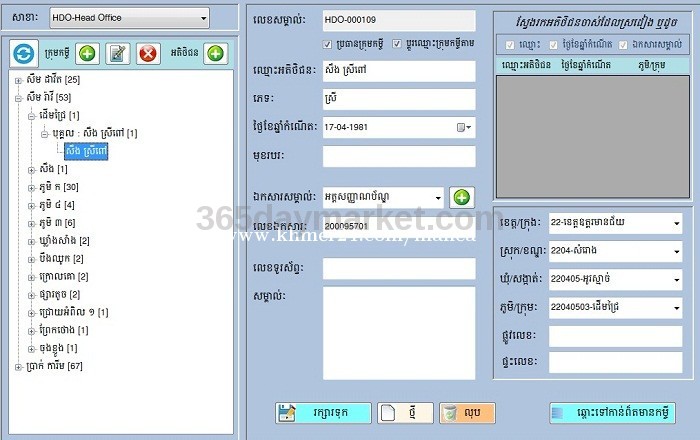 សាខា: HDO-Head Office
ក្រុមកម្ចី អតិថិជន
សឹម ដាវីត [25]
សឹម រ៉ាវី [53]
ដើមជ្រៃ [1]
បុគ្គល : សឹង ស្រីពៅ [1]
សឹង ស្រីពៅ
សឹង [1]
ភូមិ ក [30]
ភូមិ ៤ [4]
ភូមិ ៣ [6]
ឃ្លាំងសាំង [2]
បឹងឈូក [2]
ក្រោលគោ [2]
ផ្សារតូច [2]
ជ្រោយអំពិល ១ [1]
ព្រែកថោង [1]
ចុងខ្លុង [1]
ប្រាក់ ការីម [67]
លេខសម្គាល់: HDO-000109
ប្រធានក្រុមកម្ចី ប្តូរឈ្មោះក្រុមកម្ចីតាម
ឈ្មោះអតិថិជន: សឹង ស្រីពៅ
ភេទ: ស្រី
ថ្ងៃខែឆ្នាំកំណើត: 17-04-1981
មុខរបរ:
ឯកសារសម្គាល់: អត្តសញ្ញាណប័ណ្ណ
លេខឯកសារ: 200095701
លេខទូរស័ព្ទ:
សម្គាល់:
ស្វែងរកអតិថិជនចាស់ដែលស្រដៀង ឬដូច
ឈ្មោះ ថ្ងៃខែឆ្នាំកំណើត ឯកសារសម្គាល់
ឈ្មោះអតិថិជន ថ្ងៃខែឆ្នាំកំណើត ភូមិ/ក្រុម
ខេត្ត/ក្រុង: 22-ខេត្តឧត្តរមានជ័យ
ស្រុក/ខណ្ឌ: 2204-សំរោង
ឃុំ/សង្កាត់: 220405-អូរស្មាច់
ភូមិ/ក្រុម: 22040503-ដើមជ្រៃ
ផ្លូវលេខ:
ផ្ទះលេខ:
រក្សារទុក ថ្មី លុប ឆ្ពោះទៅកាន់ព័តមានកម្ចី
365daymarket.com